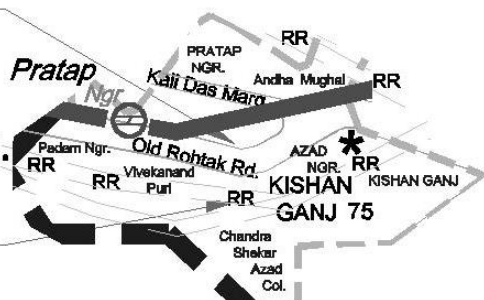 PRATAP
NGR.
RR
Pratap
Ngr.
Kali Das Marg
Andha Mughal
RR
Padam Ngr.
RR
Old Rohtak Rd.
AZAD
NGR.
RR
RR
Vivekanand
Puri
RR
KISHAN
GANJ 75
KISHAN GANJ
Chandra
Shekar
Azad
Col.